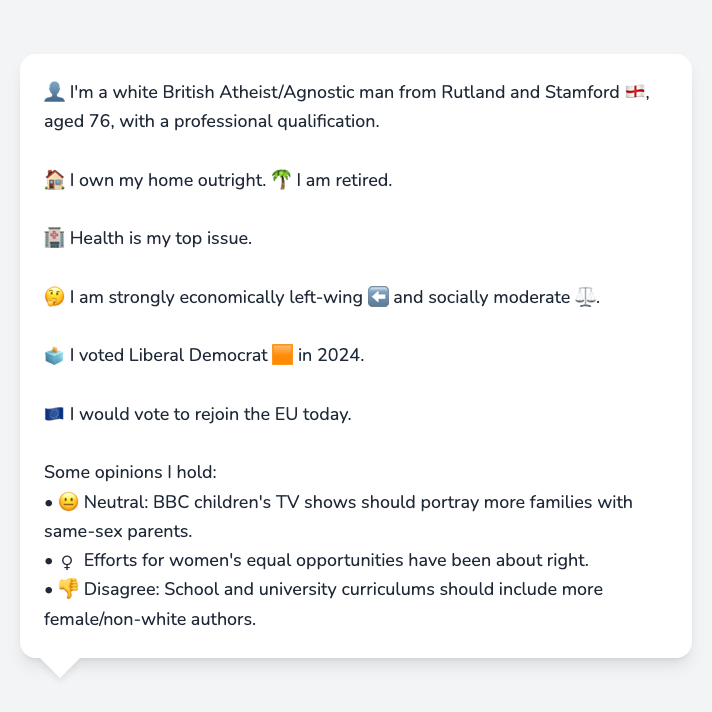 👤 I'm a white British Atheist/Agnostic man from Rutland and Stamford 🏴󠁧󠁢󠁥󠁮󠁧󠁿,
aged 76, with a professional qualification.
🏠 I own my home outright. 🌴 I am retired.
🏥 Health is my top issue.
🤔 I am strongly economically left-wing ⬅️ and socially moderate ⚖️.
🗳️ I voted Liberal Democrat 🟧 in 2024.
🇪🇺 I would vote to rejoin the EU today.
Some opinions I hold:
• 😐 Neutral: BBC children's TV shows should portray more families with
same-sex parents.
• ♀ Efforts for women's equal opportunities have been about right.
• 👎 Disagree: School and university curriculums should include more
female/non-white authors.